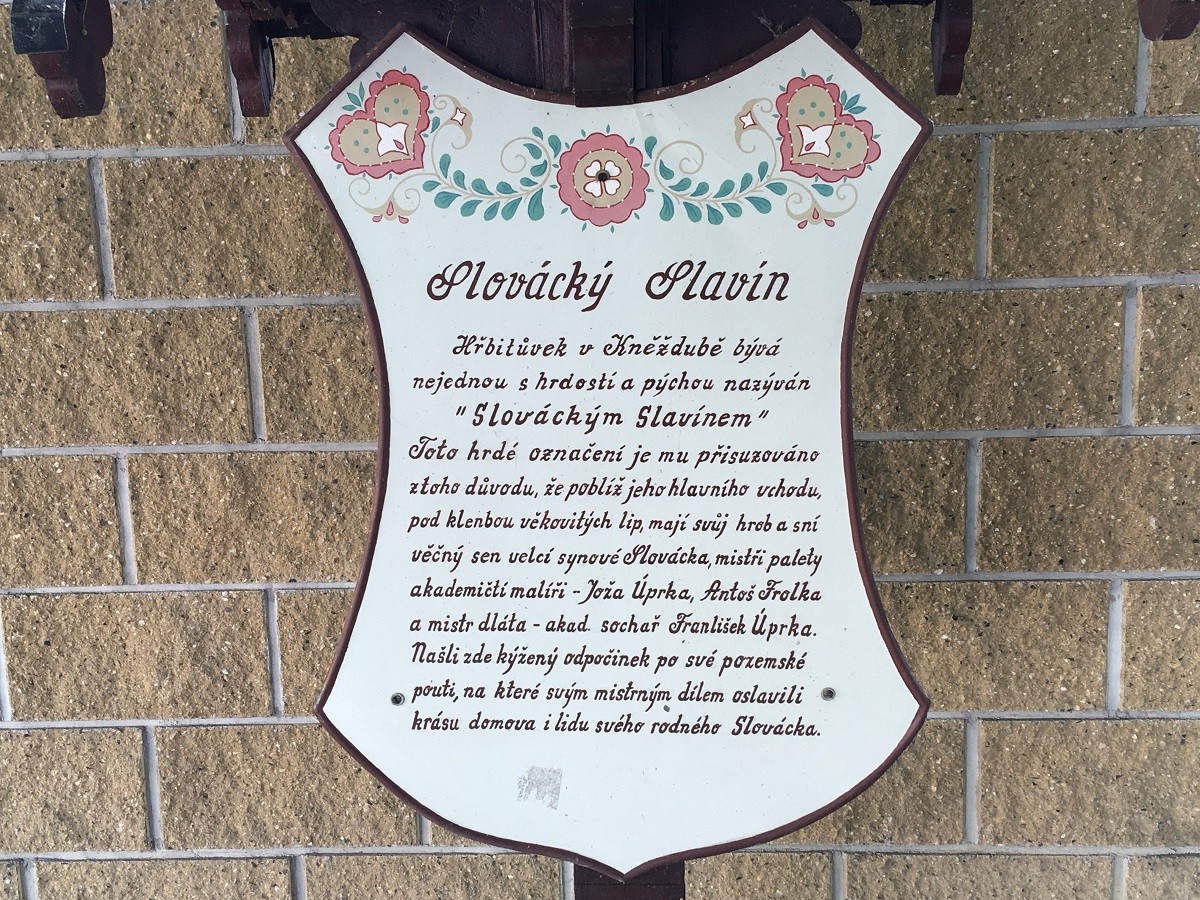 Slovácký Slavín
Hřbitůvek v Kněždubě bývá
nejednou s hrdostí a pýchou nazýván
"Slováckým Slavínem"
Toto hrdé označení je mu přisuzováno
z toho důvodu, že poblíž jeho hlavního vchodu,
pod klenbou věkovitých lip, mají svůj hrob a sní
věčný sen velcí synové Slovácka, mistři palety
akademičtí malíři - Joža Úprka, Antoš Frolka
a mistr dláta - akad. sochař František Úprka.
Našli zde kýžený odpočinek po své pozemské
pouti, na které svým mistrným dílem oslavili
krásu domova i lidu svého rodného Slovácka.